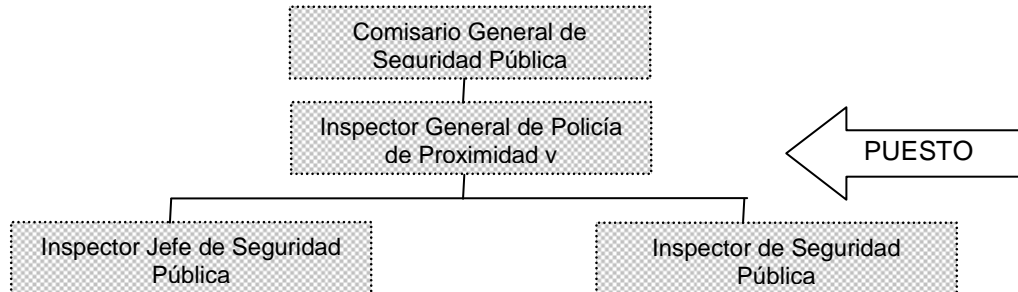 Comisario General de
Seguridad Pública
Inspector General de Policía
de Proximidad y
PUESTO
Inspector Jefe de Seguridad
Pública
Inspector de Seguridad
Pública